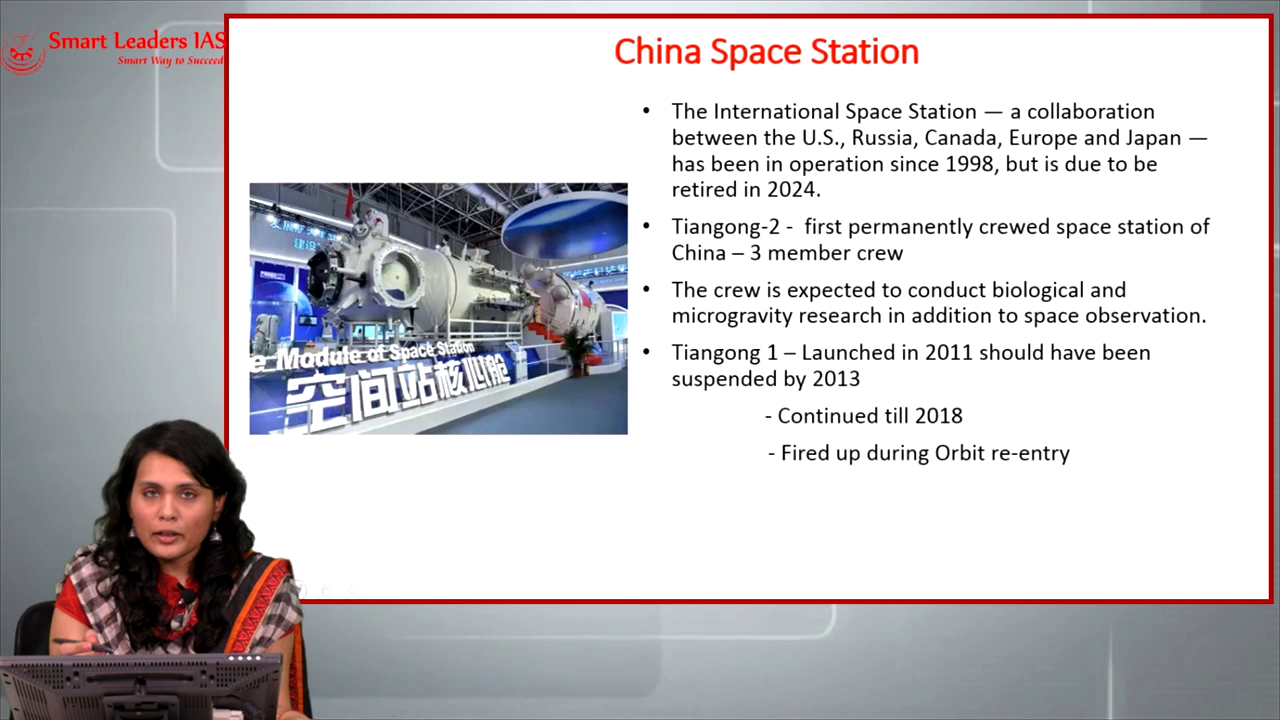 Smart Leaders IAS
Smart Way to Succeed
China Space Station
• The International Space Station — a collaboration
between the U.S., Russia, Canada, Europe and Japan —
has been in operation since 1998, but is due to be
retired in 2024.
• Tiangong-2 - first permanently crewed space station of
China – 3 member crew
• The crew is expected to conduct biological and
microgravity research in addition to space observation.
• Tiangong 1 – Launched in 2011 should have been
suspended by 2013
- Continued till 2018
- Fired up during Orbit re-entry
e Module of Space Station
空间站核心舱